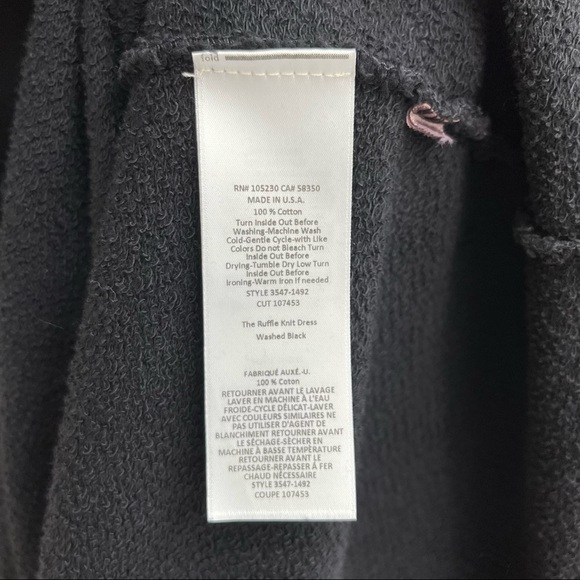 fold
RN# 105230 CA# 58350
MADE IN U.S.A.
100 % Cotton
Turn Inside Out Before
Washing-Machine Wash
Cold-Gentle Cycle-with Like
Colors Do not Bleach Turn
Inside Out Before
Drying-Tumble Dry Low Turn
Inside Out Before
Ironing-Warm Iron if needed
STYLE 3547-1492
CUT 107453
The Ruffle Knit Dress
Washed Black
FABRIQUÉ AUXÉ.-U.
100 % Coton
RETOURNER AVANT LE LAVAGE
LAVER EN MACHINE À L'EAU
FROIDE-CYCLE DÉLICAT-LAVER
AVEC COULEURS SIMILAIRES NE
PAS UTILISER D'AGENT DE
BLANCHIMENT RETOURNER AVANT
LE SÉCHAGE-SÉCHER EN
MACHINE À BASSE TEMPÉRATURE
RETOURNER AVANT LE
REPASSAGE-REPASSER À FER
CHAUD NÉCESSAIRE
STYLE 3547-1492
COUPE 107453